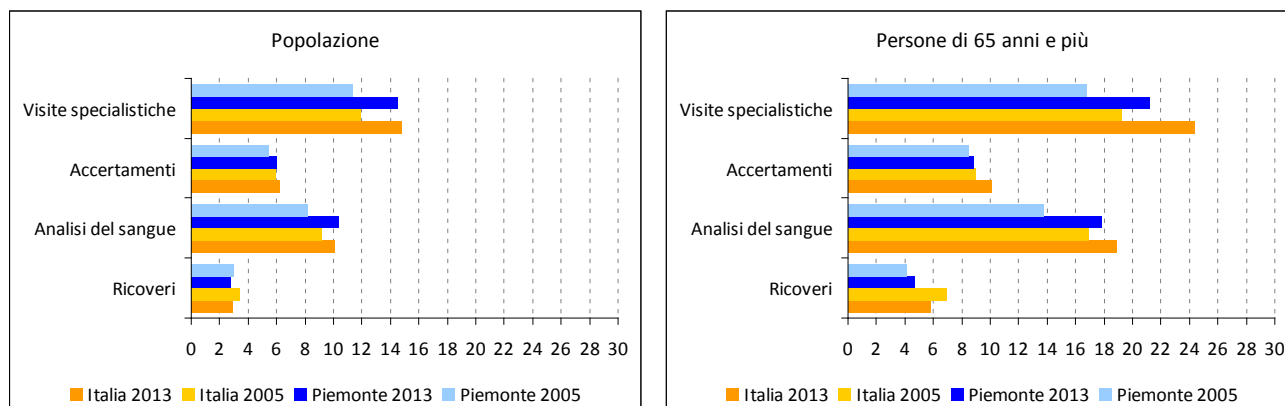 Popolazione
Visite specialistiche
Accertamenti
Analisi del sangue
Ricoveri
0 2 4 6 8 10 12 14 16 18 20 22 24 26 28 30
Italia 2013 Italia 2005 Piemonte 2013 Piemonte 2005
Persone di 65 anni e più
Visite specialistiche
Accertamenti
Analisi del sangue
Ricoveri
0 2 4 6 8 10 12 14 16 18 20 22 24 26 28 30
Italia 2013 Italia 2005 Piemonte 2013 Piemonte 2005